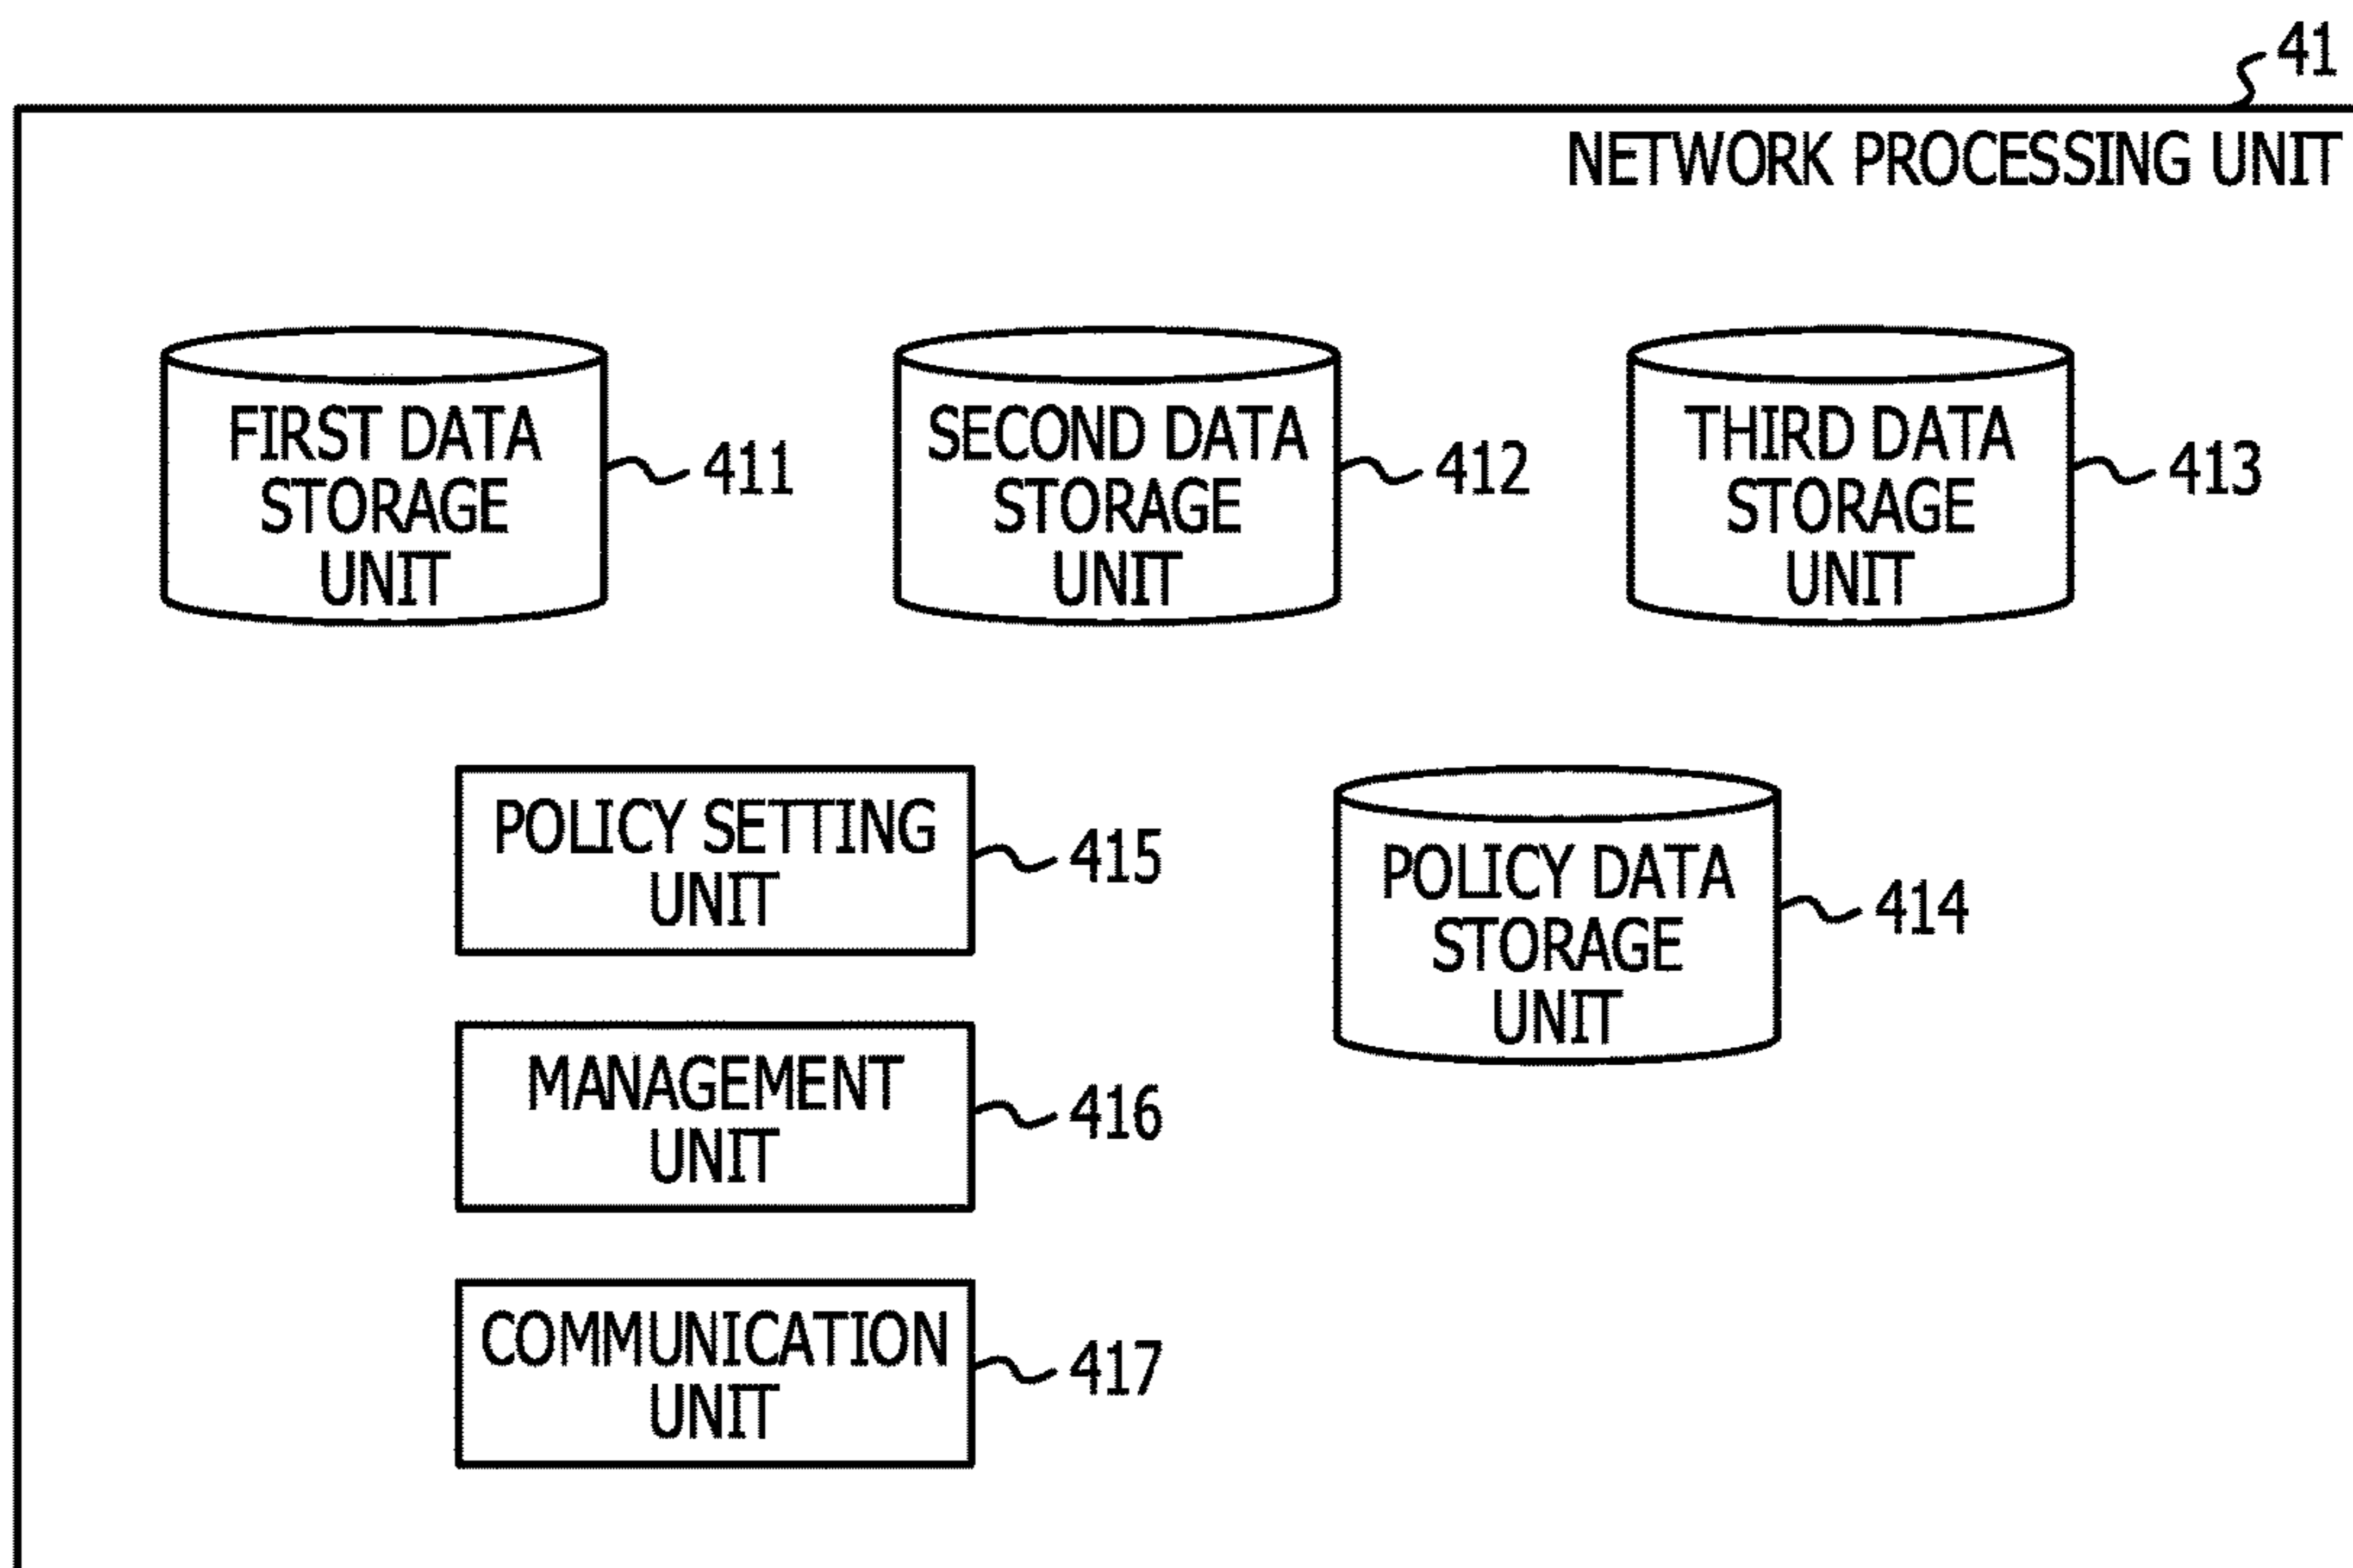 41
NETWORK PROCESSING UNIT
FIRST DATA
STORAGE
UNIT
411
SECOND DATA
STORAGE
UNIT
412
THIRD DATA
STORAGE
UNIT
413
POLICY SETTING
UNIT
415
POLICY DATA
STORAGE
UNIT
414
MANAGEMENT
UNIT
416
COMMUNICATION
UNIT
417